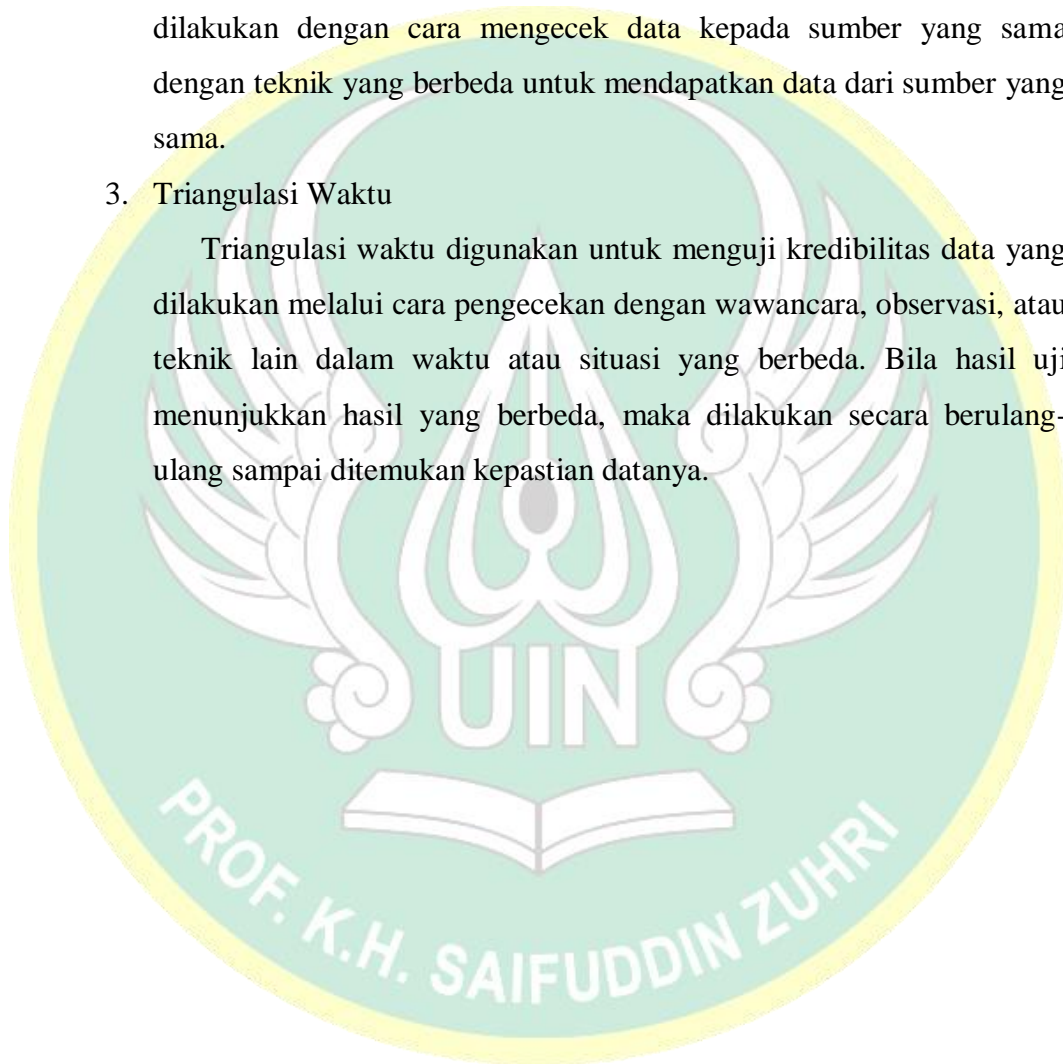 dilakukan dengan cara mengecek data kepada sumber yang sama
dengan teknik yang berbeda untuk mendapatkan data dari sumber yang
sama.
3. Triangulasi Waktu
Triangulasi waktu digunakan untuk menguji kredibilitas data yang
dilakukan melalui cara pengecekan dengan wawancara, observasi, atau
teknik lain dalam waktu atau situasi yang berbeda. Bila hasil uji
menunjukkan hasil yang berbeda, maka dilakukan secara berulang-
ulang sampai ditemukan kepastian datanya.
UIN
PROF. K.H. SAIFUDDIN ZUHRI